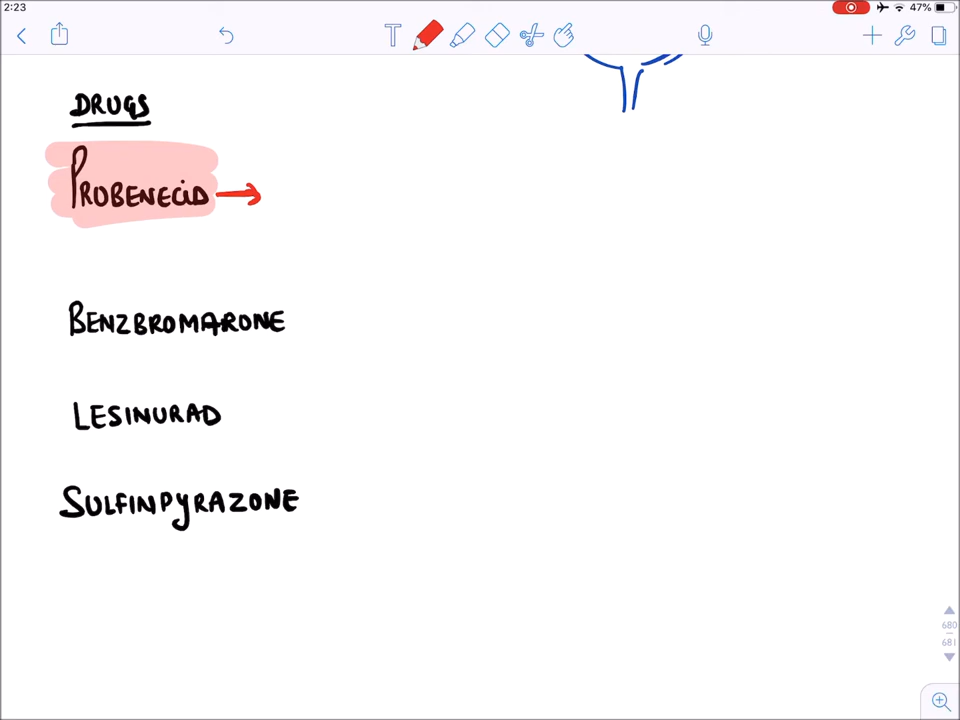 2:23
47%
T
DRUGS
PROBENECID →
BENZBROMARONE
LESINURAD
SULFINPYRAZONE
680
681